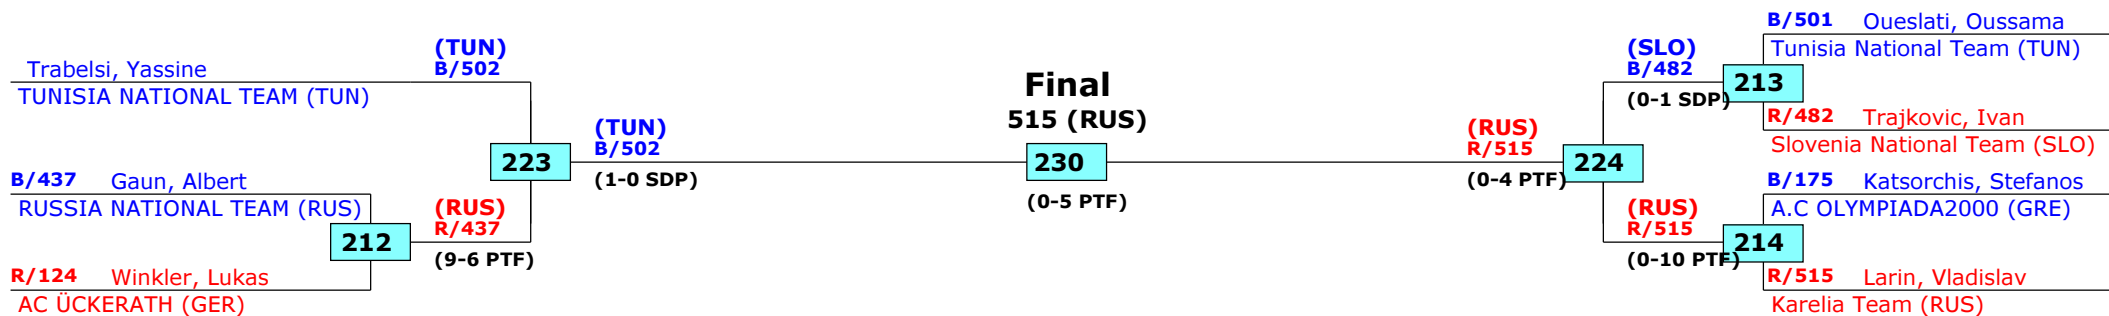 Trabelsi, Yassine
TUNISIA NATIONAL TEAM (TUN)
B/437 Gaun, Albert
RUSSIA NATIONAL TEAM (RUS)
212
R/124 Winkler, Lukas
AC ÜCKERATH (GER)
(TUN)
B/502
223
(RUS)
R/437
(9-6 PTF)
(TUN)
B/502
(1-0 SDP)
Final
515 (RUS)
230
(0-5 PTF)
(RUS)
R/515
(0-4 PTF)
224
(SLO)
B/482
(0-1 SDP)
(RUS)
R/515
(0-10 PTF)
B/501 Oueslati, Oussama
Tunisia National Team (TUN)
213
R/482 Trajkovic, Ivan
Slovenia National Team (SLO)
B/175 Katsorchis, Stefanos
A.C OLYMPIADA2000 (GRE)
214
R/515 Larin, Vladislav
Karelia Team (RUS)